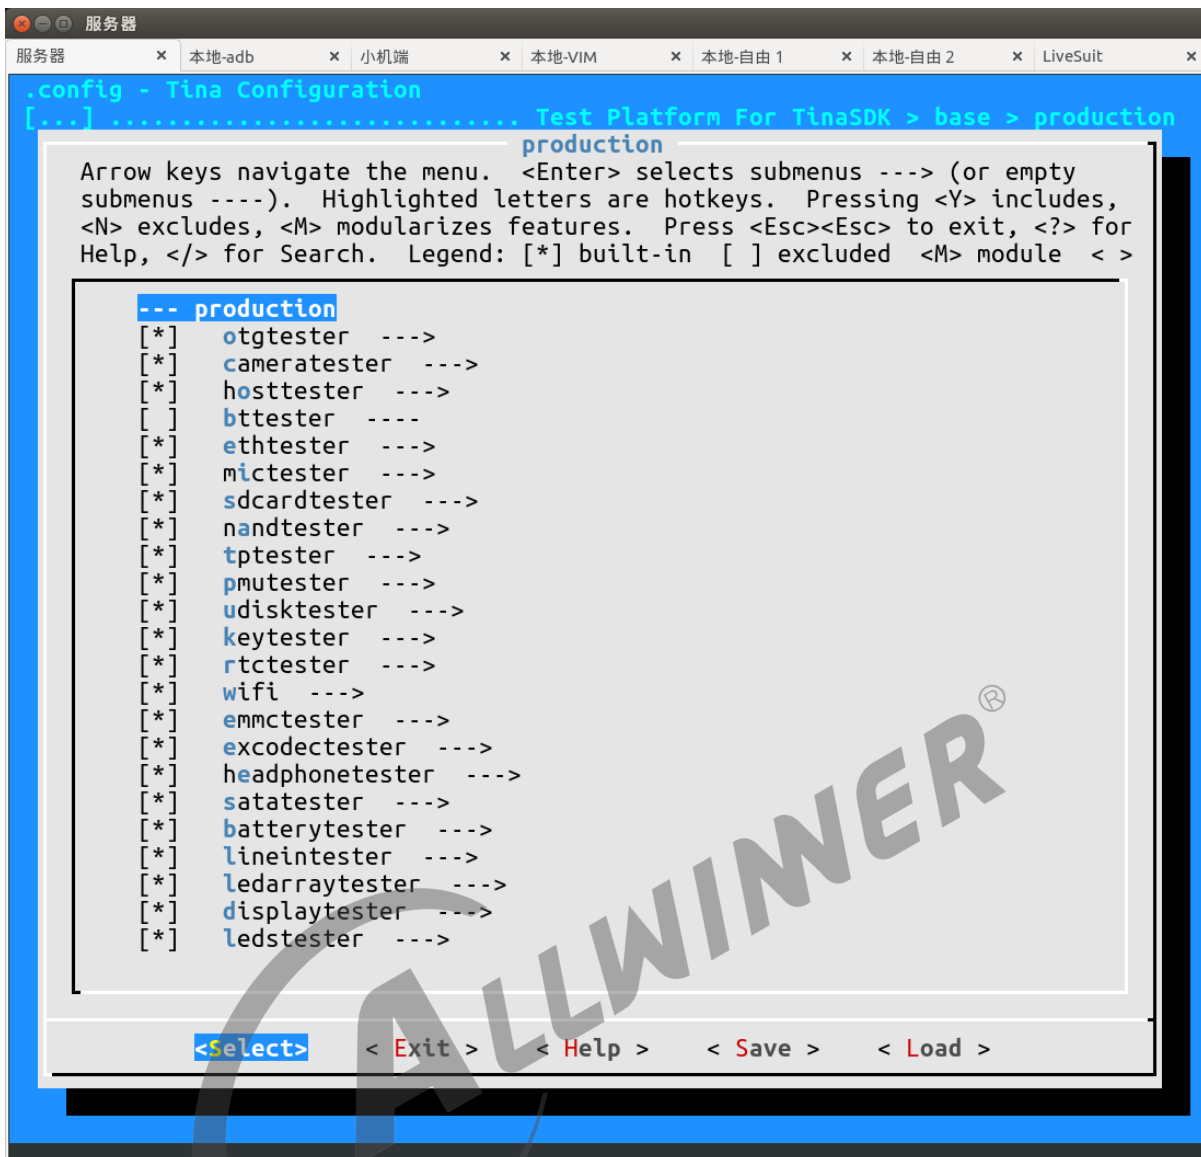 服务器
服务器 × 本地-adb × 小机端 × 本地-VIM × 本地-自由 1 × 本地-自由 2 × LiveSuit ×
.config - Tina Configuration
[...] ............................. Test Platform For TinaSDK > base > production
production
Arrow keys navigate the menu.  <Enter> selects submenus ---> (or empty
submenus ----).  Highlighted letters are hotkeys.  Pressing <Y> includes,
<N> excludes, <M> modularizes features.  Press <Esc><Esc> to exit, <?> for
Help, </> for Search.  Legend: [*] built-in  [ ] excluded  <M> module  < >
--- production
[*]   otgtester  --->
[*]   cameratester  --->
[*]   hosttester  --->
[ ]   bttester  ----
[*]   ethtester  --->
[*]   mictester  --->
[*]   sdcardtester  --->
[*]   nandtester  --->
[*]   tptester  --->
[*]   pmutester  --->
[*]   udisktester  --->
[*]   keytester  --->
[*]   rtctester  --->
[*]   wifi  --->
[*]   emmctester  --->
[*]   excodectester  --->
[*]   headphonetester  --->
[*]   satatester  --->
[*]   batterytester  --->
[*]   lineintester  --->
[*]   ledarraytester  --->
[*]   displaytester  --->
[*]   ledstester  --->
ALLWINNER®
<Select>    < Exit >    < Help >    < Save >    < Load >